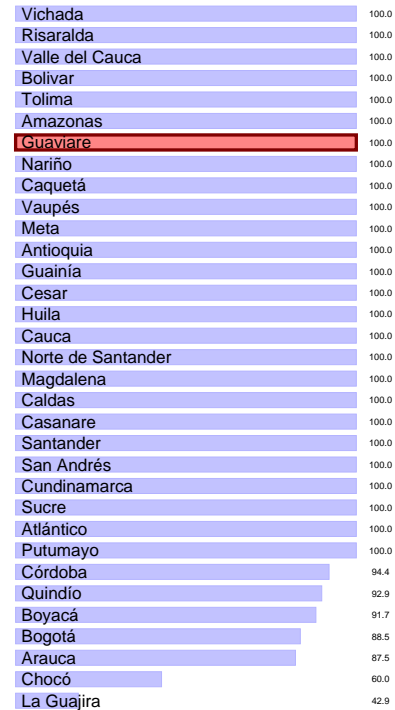 Vichada 100.0
Risaralda 100.0
Valle del Cauca 100.0
Bolivar 100.0
Tolima 100.0
Amazonas 100.0
Guaviare 100.0
Nariño 100.0
Caquetá 100.0
Vaupés 100.0
Meta 100.0
Antioquia 100.0
Guainía 100.0
Cesar 100.0
Huila 100.0
Cauca 100.0
Norte de Santander 100.0
Magdalena 100.0
Caldas 100.0
Casanare 100.0
Santander 100.0
San Andrés 100.0
Cundinamarca 100.0
Sucre 100.0
Atlántico 100.0
Putumayo 100.0
Córdoba 94.4
Quindío 92.9
Boyacá 91.7
Bogotá 88.5
Arauca 87.5
Chocó 60.0
La Guajira 42.9